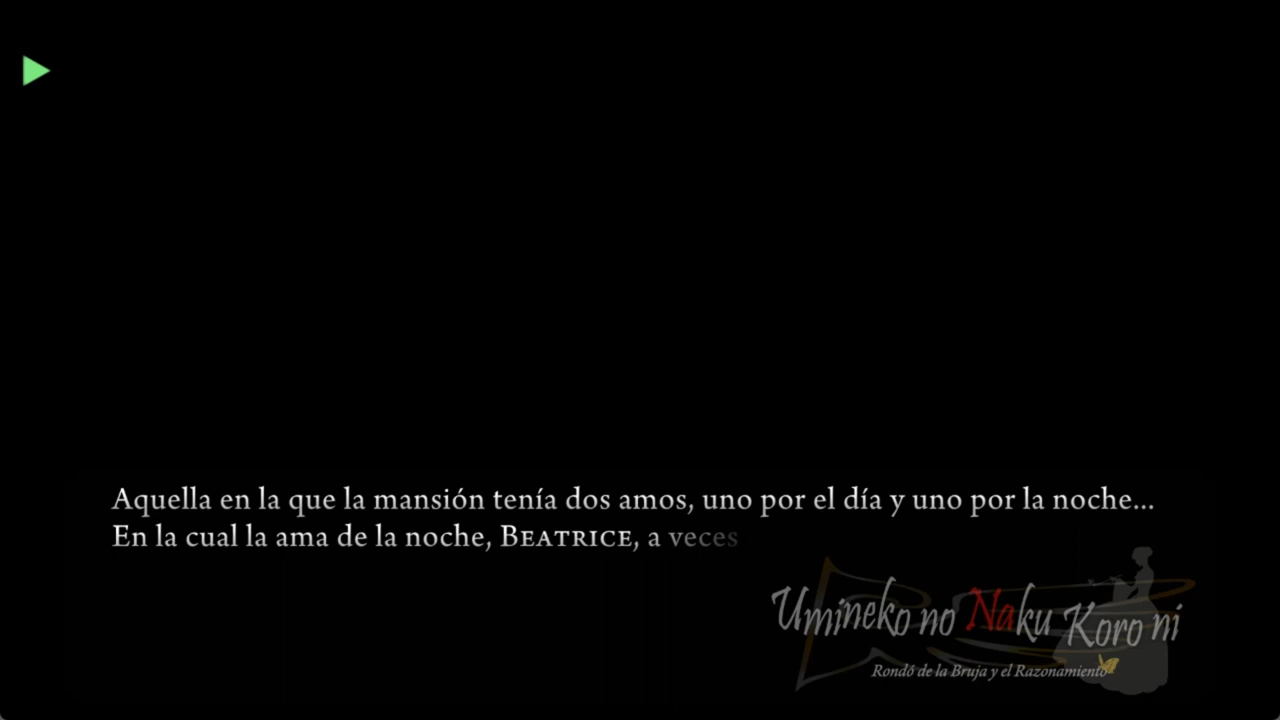 Aquella en la que la mansión tenía dos amos, uno por el día y uno por la noche...
En la cual la ama de la noche, BEATRICE, a veces
Umineko no Naku Koro ni
Rondó de la Bruja y el Razonamiento